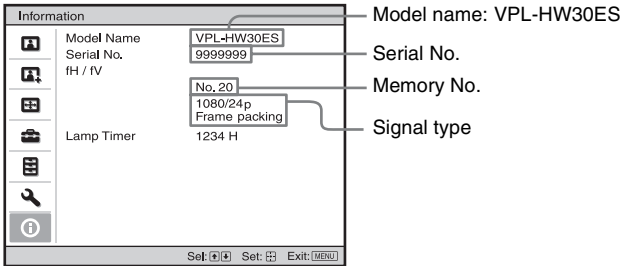 Information
Model Name VPL-HW30ES
Serial No. 9999999
fH / fV
No. 20
1080/24p
Frame packing
Lamp Timer 1234 H
Sel: Set: Exit: MENU
Model name: VPL-HW30ES
Serial No.
Memory No.
Signal type